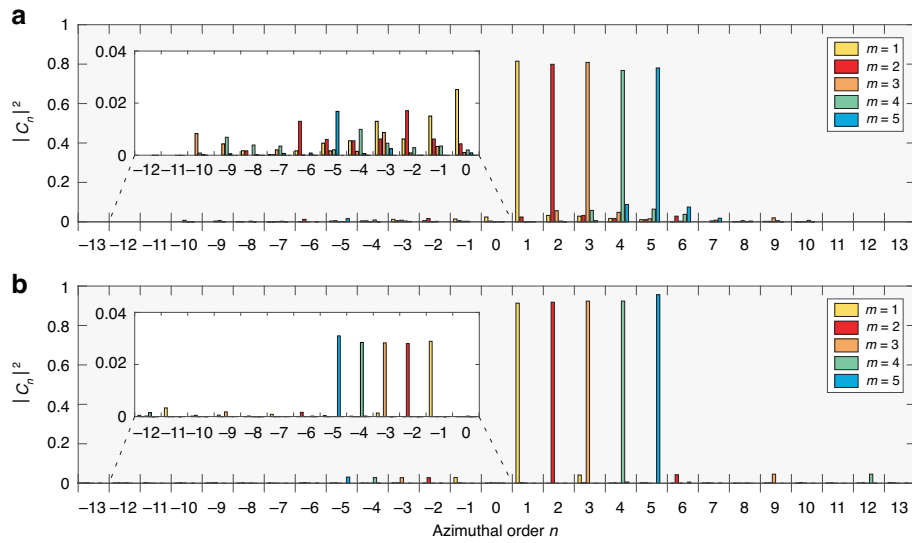 a
1
0.8
0.6
0.4
0.2
0
|Cn|²
0.04
0.02
0
−12 −11 −10 −9 −8 −7 −6 −5 −4 −3 −2 −1 0
m = 1
m = 2
m = 3
m = 4
m = 5
−13 −12 −11 −10 −9 −8 −7 −6 −5 −4 −3 −2 −1 0 1 2 3 4 5 6 7 8 9 10 11 12 13
b
1
0.8
0.6
0.4
0.2
0
|Cn|²
0.04
0.02
0
−12 −11 −10 −9 −8 −7 −6 −5 −4 −3 −2 −1 0
m = 1
m = 2
m = 3
m = 4
m = 5
−13 −12 −11 −10 −9 −8 −7 −6 −5 −4 −3 −2 −1 0 1 2 3 4 5 6 7 8 9 10 11 12 13
Azimuthal order n